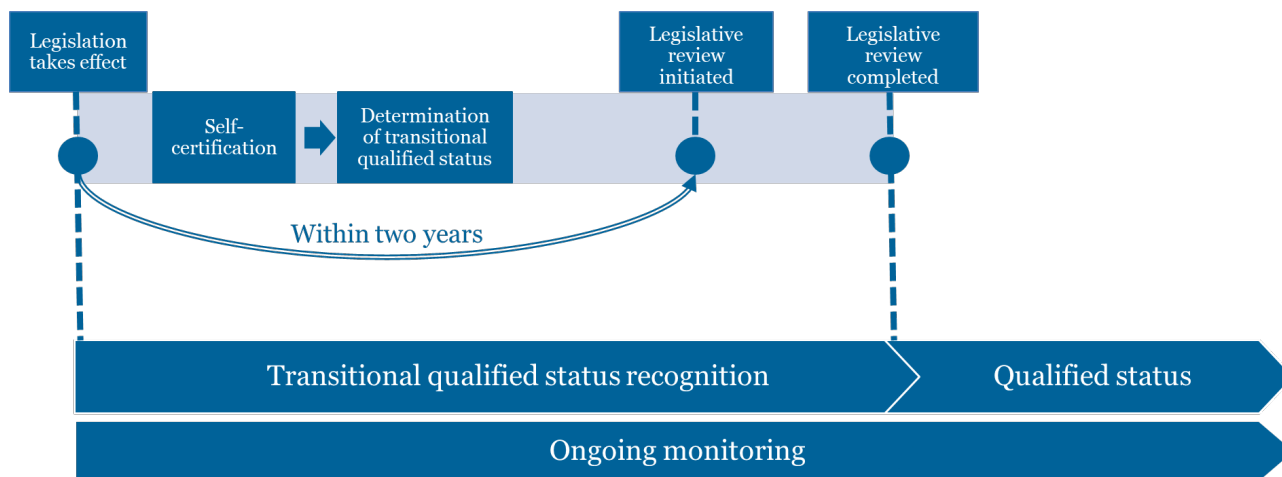 Legislation
takes effect
Legislative
review
initiated
Legislative
review
completed
Self-
certification
Determination
of transitional
qualified status
Within two years
Transitional qualified status recognition
Qualified status
Ongoing monitoring